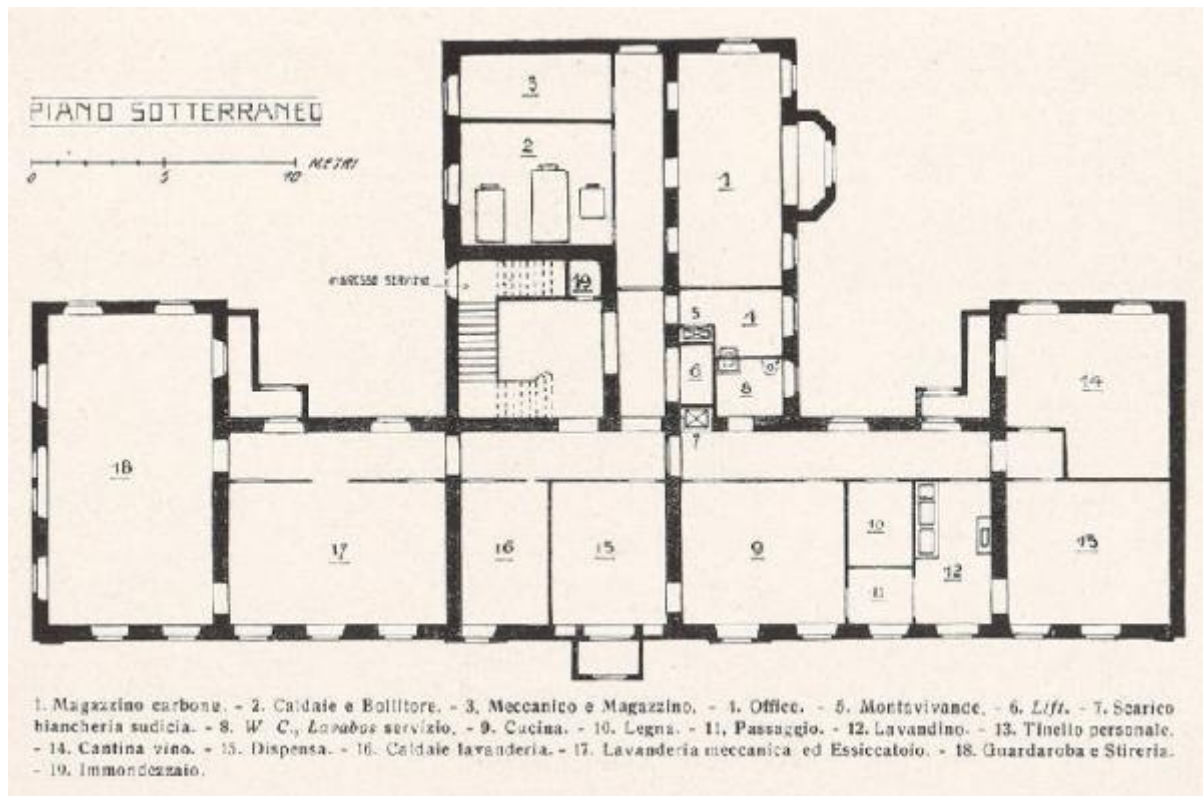 PIANO SOTTERRANEO
METRI
0 5 10
3
2
1
INGRESSO SERVIZIO
19
5
4
6
8
7
14
18
17
16
15
9
10
11
12
13
1. Magazzino carbone. - 2. Caldaie e Bollitore. - 3, Meccanico e Magazzino. - 4. Office. - 5. Montavivande. - 6. Lift. - 7. Scarico
biancheria sudicia. - 8. W C., Lavabos servizio. - 9. Cucina. - 10. Legna. - 11, Passaggio. - 12. Lavandino. - 13. Tinello personale.
- 14. Cantina vino. - 15. Dispensa. - 16. Caldaie lavanderia. - 17. Lavanderia meccanica ed Essiccatoio. - 18. Guardaroba e Stireria.
- 19. Immondezzaio.